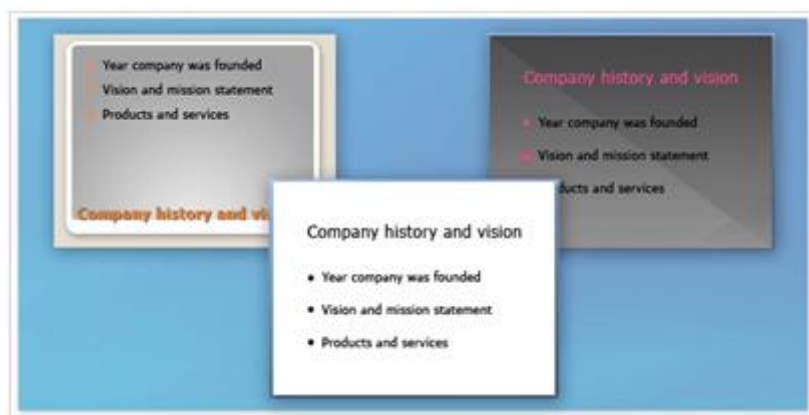 Year company was founded
Vision and mission statement
Products and services
Company history and
Company history and vision
Year company was founded
Vision and mission statement
and services
Company history and vision
• Year company was founded
• Vision and mission statement
• Products and services